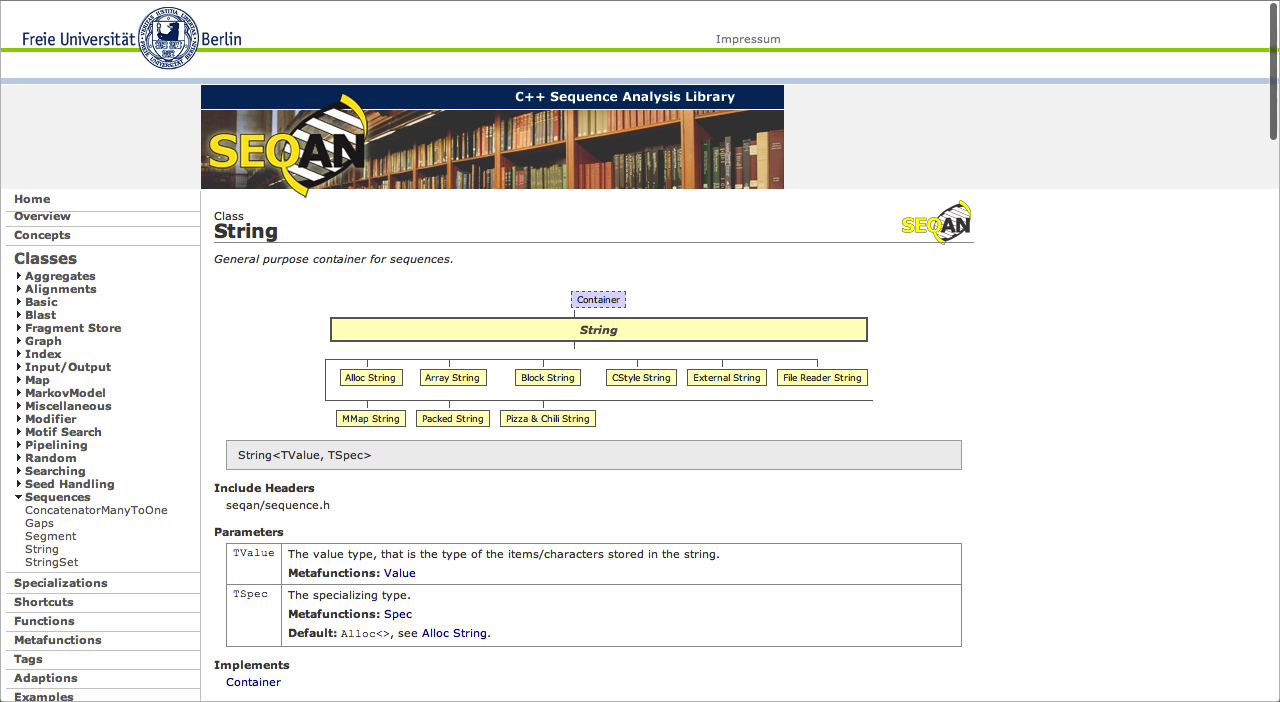 Freie Universität Berlin
Impressum
C++ Sequence Analysis Library
SEQAN
Home
Overview
Concepts
Classes
Aggregates
Alignments
Basic
Blast
Fragment Store
Graph
Index
Input/Output
Map
MarkovModel
Miscellaneous
Modifier
Motif Search
Pipelining
Random
Searching
Seed Handling
Sequences
ConcatenatorManyToOne
Gaps
Segment
String
StringSet
Specializations
Shortcuts
Functions
Metafunctions
Tags
Adaptions
Examples
Class
String
SEQAN
General purpose container for sequences.
Container
String
Alloc String Array String Block String CStyle String External String File Reader String
MMap String Packed String Pizza & Chili String
String<TValue, TSpec>
Include Headers
seqan/sequence.h
Parameters
TValue The value type, that is the type of the items/characters stored in the string.
Metafunctions: Value
TSpec The specializing type.
Metafunctions: Spec
Default: Alloc<>, see Alloc String.
Implements
Container